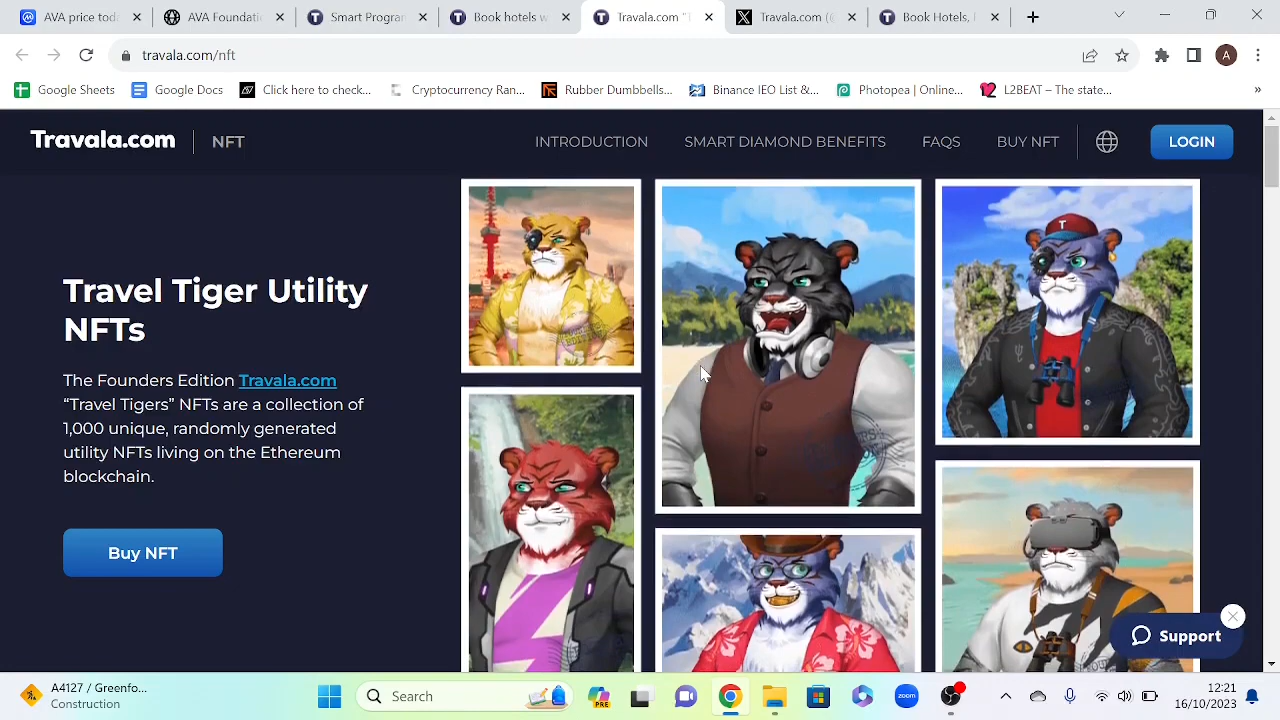 AVA price toda
AVA Foundati
Smart Program
Book hotels w
Travala.com "
Travala.com (
Book Hotels, 
travala.com/nft
A
Google Sheets
Google Docs
Click here to check...
Cryptocurrency Ran...
Rubber Dumbbells...
Binance IEO List &...
Photopea | Online...
L2BEAT – The state...
»
Travala.com
NFT
INTRODUCTION
SMART DIAMOND BENEFITS
FAQS
BUY NFT
LOGIN
Travel Tiger Utility
NFTs
The Founders Edition Travala.com
“Travel Tigers” NFTs are a collection of
1,000 unique, randomly generated
utility NFTs living on the Ethereum
blockchain.
Buy NFT
T
Support
A4127 / Greenfo...
Construction
Search
PRE
zoom
12:21
16/10/2023